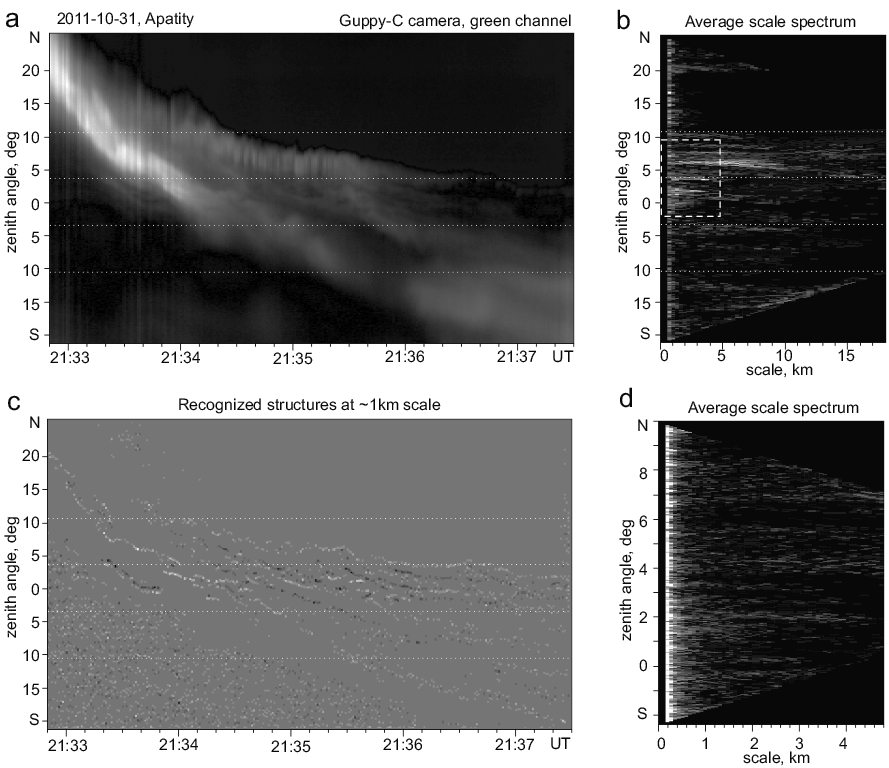 a
2011-10-31, Apatity
Guppy-C camera, green channel
N
20
15
10
5
0
5
10
15
S
zenith angle, deg
21:33
21:34
21:35
21:36
21:37
UT
b
Average scale spectrum
N
20
15
10
5
0
5
10
15
S
zenith angle, deg
0
5
10
15
scale, km
c
Recognized structures at ~1km scale
N
20
15
10
5
0
5
10
15
S
zenith angle, deg
21:33
21:34
21:35
21:36
21:37
UT
d
Average scale spectrum
N
8
6
4
2
0
S
zenith angle, deg
0
1
2
3
4
scale, km